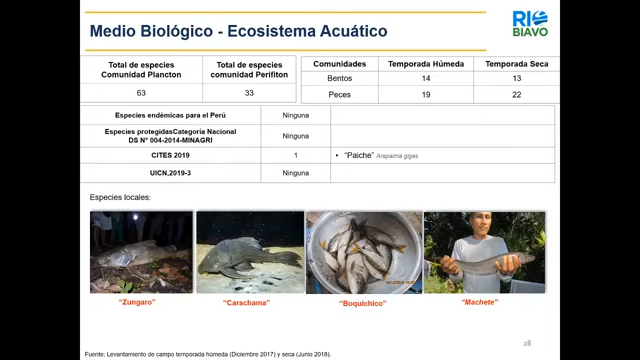 Medio Biológico - Ecosistema Acuático
RIO
BIAVO
Total de especies
Comunidad Plancton
Total de especies
comunidad Perifiton
63
33
Comunidades
Temporada Húmeda
Temporada Seca
Bentos
14
13
Peces
19
22
Especies endémicas para el Perú
Ninguna
Especies protegidasCategoría Nacional
DS N° 004-2014-MINAGRI
Ninguna
CITES 2019
1
• “Paiche” Arapaima gigas
UICN,2019-3
Ninguna
Especies locales:
“Zungaro”
“Carachama”
“Boquichico”
“Machete”
28
Fuente: Levantamiento de campo temporada húmeda (Diciembre 2017) y seca (Junio 2018).